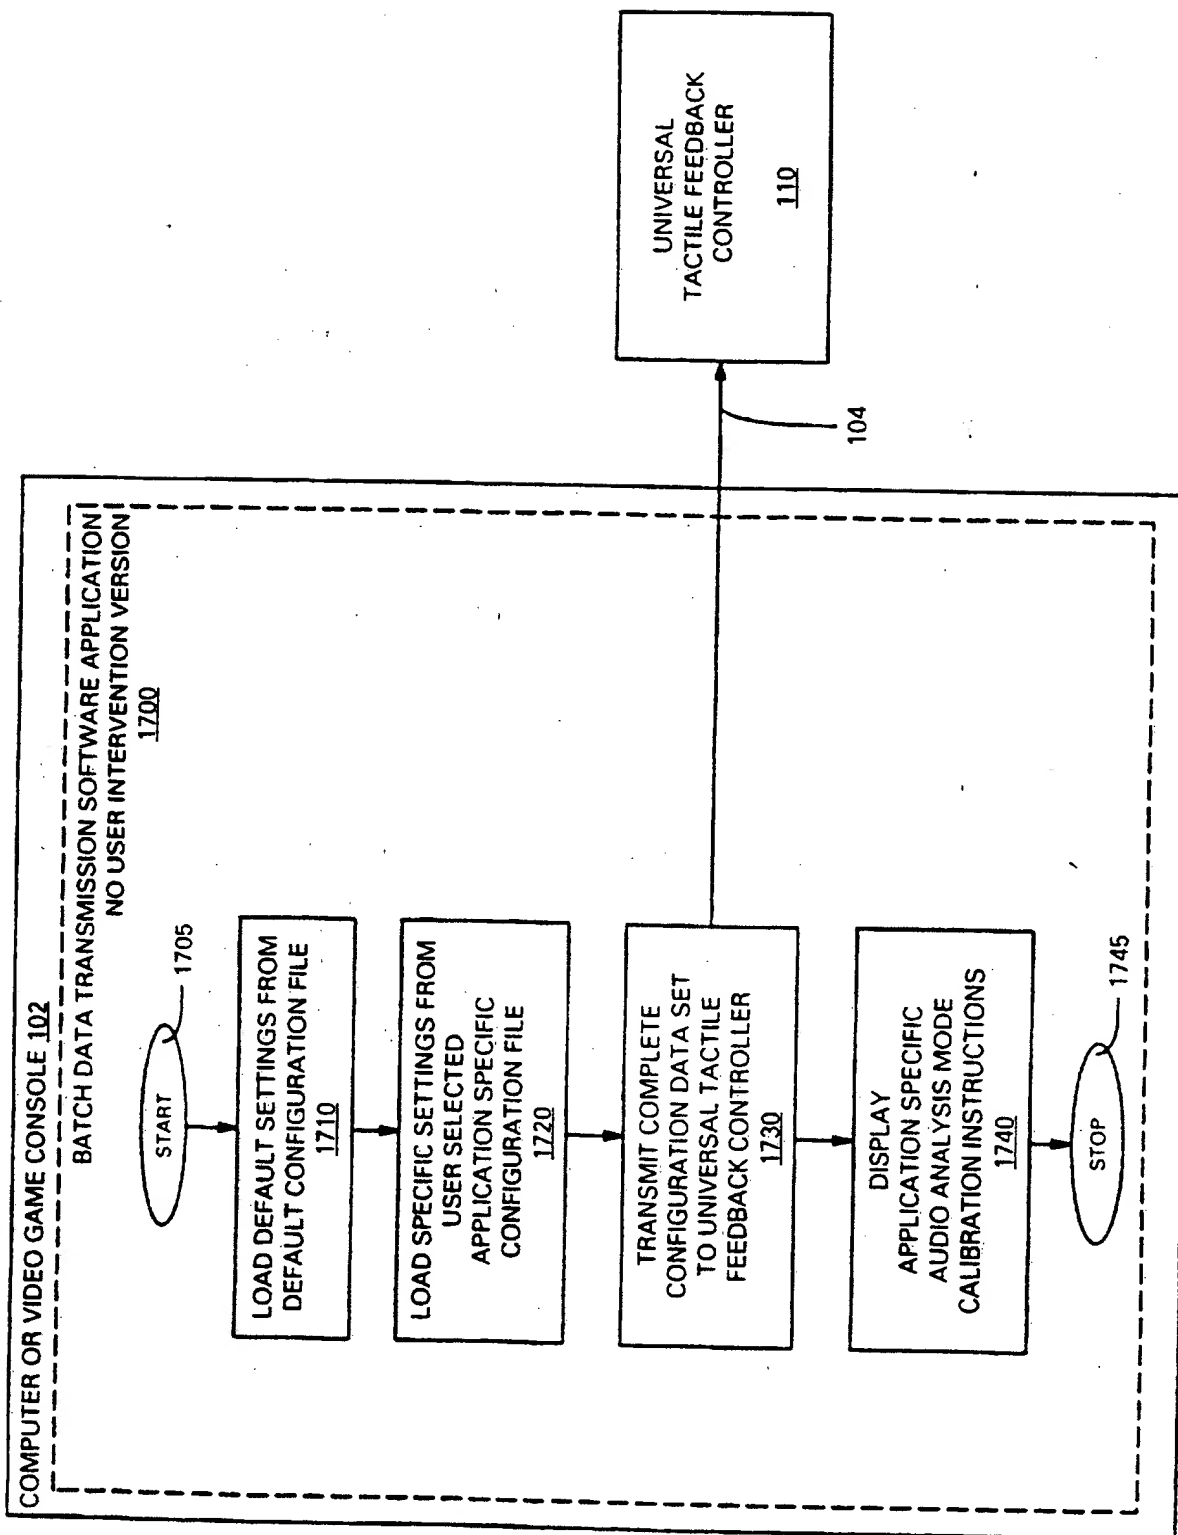 COMPUTER OR VIDEO GAME CONSOLE 102
BATCH DATA TRANSMISSION SOFTWARE APPLICATION
NO USER INTERVENTION VERSION
1700
START
1705
LOAD DEFAULT SETTINGS FROM
DEFAULT CONFIGURATION FILE
1710
LOAD SPECIFIC SETTINGS FROM
USER SELECTED
APPLICATION SPECIFIC
CONFIGURATION FILE
1720
TRANSMIT COMPLETE
CONFIGURATION DATA SET
TO UNIVERSAL TACTILE
FEEDBACK CONTROLLER
1730
DISPLAY
APPLICATION SPECIFIC
AUDIO ANALYSIS MODE
CALIBRATION INSTRUCTIONS
1740
STOP
1745
104
UNIVERSAL
TACTILE FEEDBACK
CONTROLLER
110